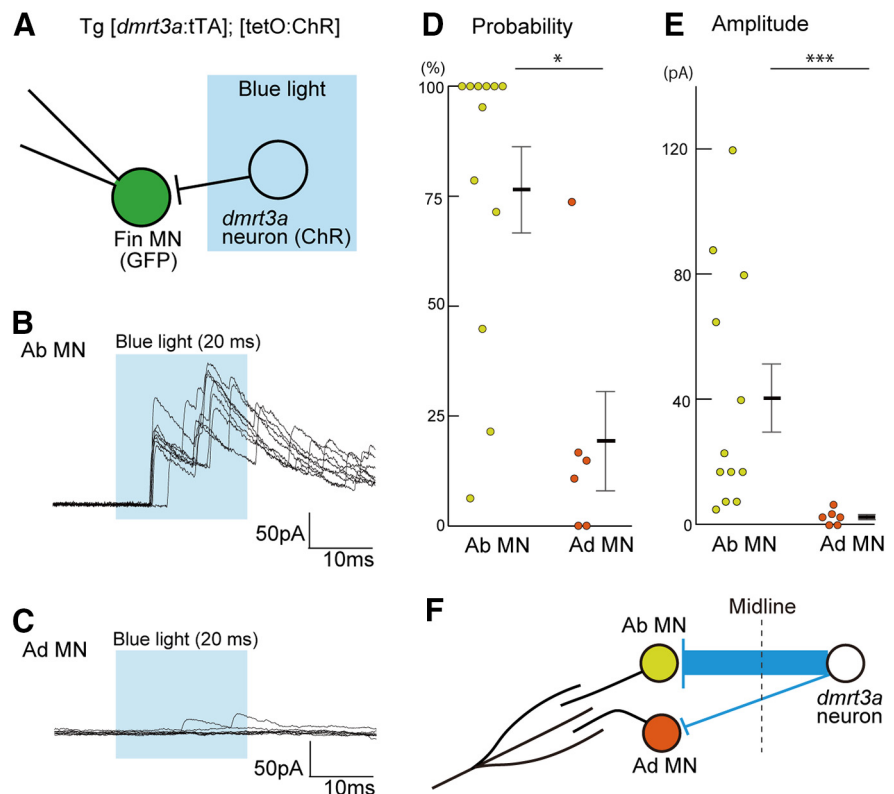 A
Tg [dmrt3a:tTA]; [tetO:ChR]
Blue light
dmrt3a
neuron (ChR)
Fin MN
(GFP)
B
Ab MN
Blue light (20 ms)
50pA
10ms
C
Ad MN
Blue light (20 ms)
50pA
10ms
D
Probability
(%)
*
100
75
50
25
0
Ab MN
Ad MN
E
Amplitude
(pA)
***
120
80
40
0
Ab MN
Ad MN
F
Midline
Ab MN
dmrt3a
neuron
Ad MN